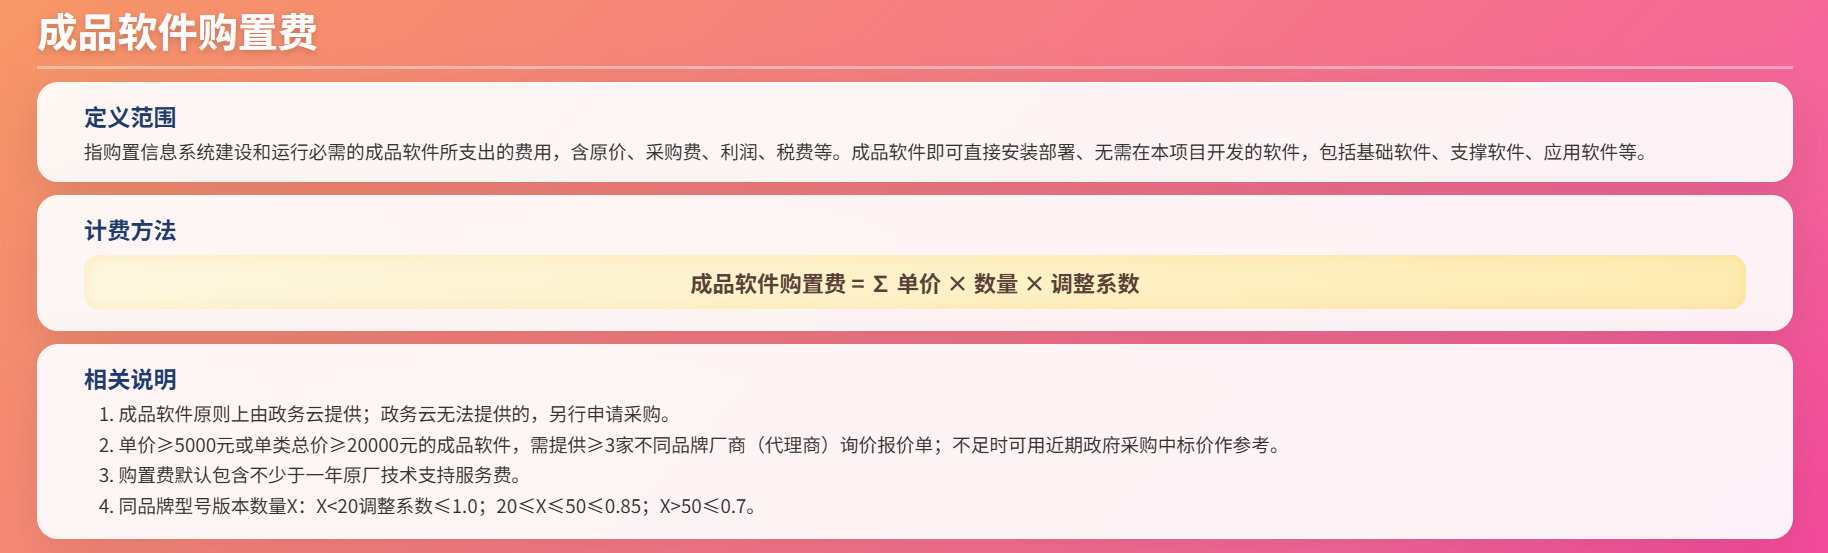 成品软件购置费
定义范围
指购置信息系统建设和运行必需的成品软件所支出的费用，含原价、采购费、利润、税费等。成品软件即可直接安装部署、无需在本项目开发的软件，包括基础软件、支撑软件、应用软件等。
计费方法
成品软件购置费 = Σ 单价 × 数量 × 调整系数
相关说明
1. 成品软件原则上由政务云提供；政务云无法提供的，另行申请采购。
2. 单价≥5000元或单类总价≥20000元的成品软件，需提供≥3家不同品牌厂商（代理商）询价报价单；不足时可用近期政府采购中标价作参考。
3. 购置费默认包含不少于一年原厂技术支持服务费。
4. 同品牌型号版本数量X：X<20调整系数≤1.0；20≤X≤50≤0.85；X>50≤0.7。